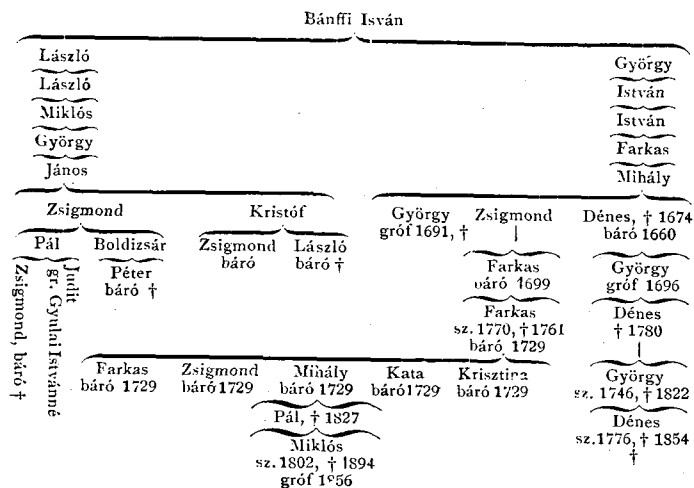 Bánffi Isván
László György
László István
Miklós István
György Farkas
János Mihály
Zsigmond Kristóf György Zsigmond Dénes, † 1674
gróf 1691, † báró 1660
Pál Boldizsár Zsigmond László
báró báró †
Zsigmond, báró †
Judit
gr. Gyulai Istvánné
Péter
báró †
Farkas György
báró 1699 gróf 1696
Farkas Dénes
sz. 1770, † 1761 † 1780
báró 1729
Farkas Zsigmond Mihály Kata Krisztina György
báró 1729 báró 1729 báró 1729 báró 1729 báró 1729 sz. 1746, † 1822
Pál, † 1827 Dénes
Miklós sz. 1776, † 1854
sz. 1802, † 1894 †
gróf 1856